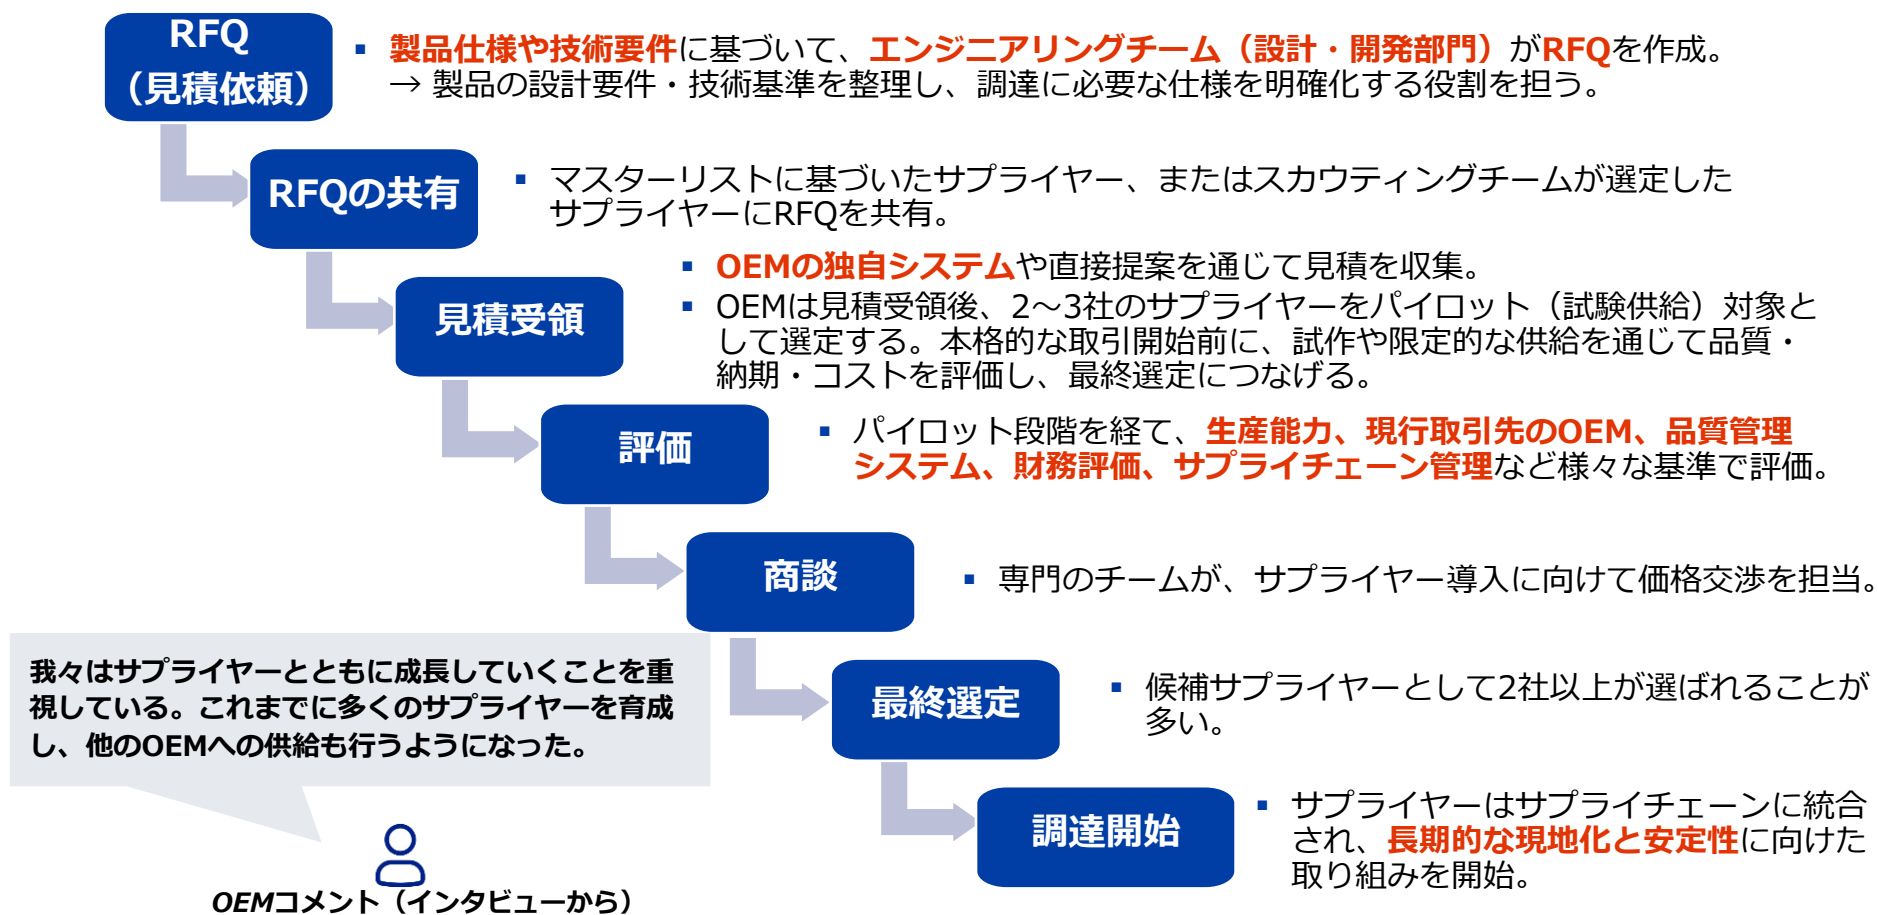 RFQ
（見積依頼）
▪ 製品仕様や技術要件に基づいて、エンジニアリングチーム（設計・開発部門）がRFQを作成。
→ 製品の設計要件・技術基準を整理し、調達に必要な仕様を明確化する役割を担う。
RFQの共有
▪ マスターリストに基づいたサプライヤー、またはスカウティングチームが選定した
サプライヤーにRFQを共有。
見積受領
▪ OEMの独自システムや直接提案を通じて見積を収集。
▪ OEMは見積受領後、2～3社のサプライヤーをパイロット（試験供給）対象と
して選定する。本格的な取引開始前に、試作や限定的な供給を通じて品質・
納期・コストを評価し、最終選定につなげる。
評価
▪ パイロット段階を経て、生産能力、現行取引先のOEM、品質管理
システム、財務評価、サプライチェーン管理など様々な基準で評価。
商談
▪ 専門のチームが、サプライヤー導入に向けて価格交渉を担当。
最終選定
▪ 候補サプライヤーとして2社以上が選ばれることが
多い。
調達開始
▪ サプライヤーはサプライチェーンに統合
され、長期的な現地化と安定性に向けた
取り組みを開始。
我々はサプライヤーとともに成長していくことを重
視している。これまでに多くのサプライヤーを育成
し、他のOEMへの供給も行うようになった。
OEMコメント（インタビューから）